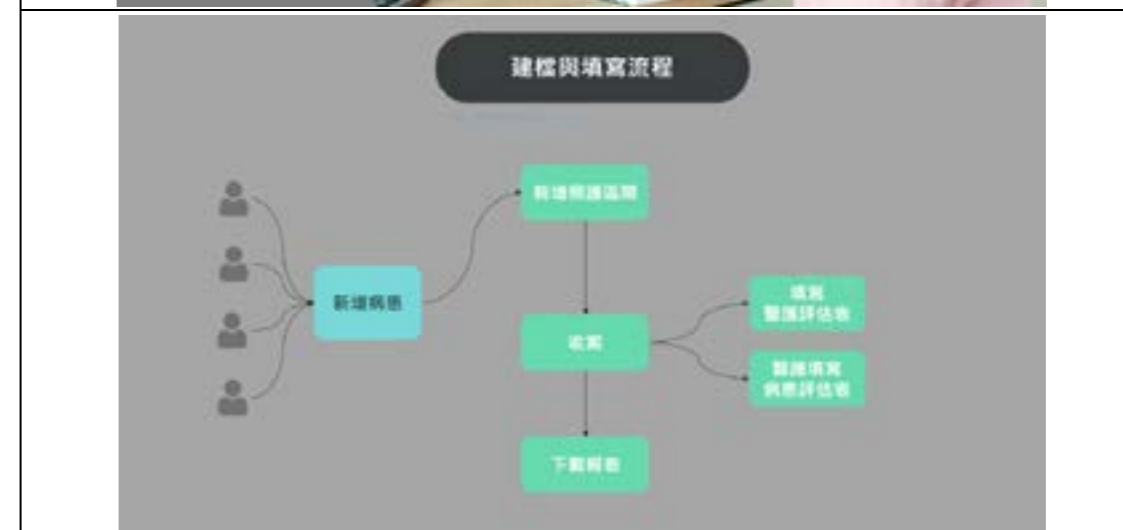 建檔與填寫流程
新增照護區間
新增病患
填寫
醫護評估表
收案
醫護填寫
病患評估表
下載報表